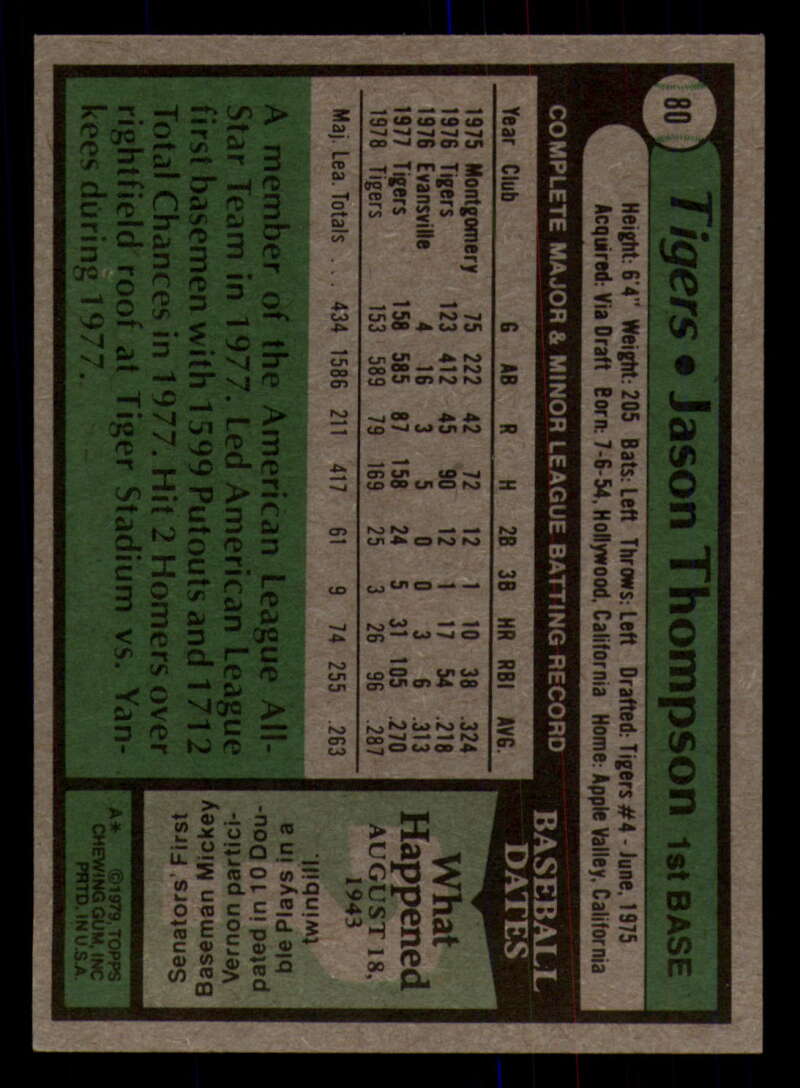 80
Tigers • Jason Thompson 1st BASE
Height: 6'4" Weight: 205 Bats: Left Throws: Left Drafted: Tigers #4 - June, 1975
Acquired: Via Draft Born: 7-6-54, Hollywood, California Home: Apple Valley, California
COMPLETE MAJOR & MINOR LEAGUE BATTING RECORD
Year Club G AB R H 2B 3B HR RBI AVG.
1975 Montgomery 75 222 42 72 12 1 10 38 .324
1976 Tigers 123 412 45 90 12 1 17 54 .218
1976 Evansville 4 16 3 5 0 0 3 6 .313
1977 Tigers 158 585 87 158 24 5 31 105 .270
1978 Tigers 153 589 79 169 25 3 26 96 .287
Maj. Lea. Totals . . . 434 1586 211 417 61 9 74 255 .263
A member of the American League All-
Star Team in 1977. Led American League
first basemen with 1599 Putouts and 1712
Total Chances in 1977. Hit 2 Homers over
rightfield roof at Tiger Stadium vs. Yan-
kees during 1977.
BASEBALL
DATES
What
Happened
AUGUST 18,
1943
Senators' First
Baseman Mickey
Vernon partici-
pated in 10 Dou-
ble Plays in a
twinbill.
A* ©1979, TOPPS
CHEWING GUM, INC
PRTD. IN U.S.A.